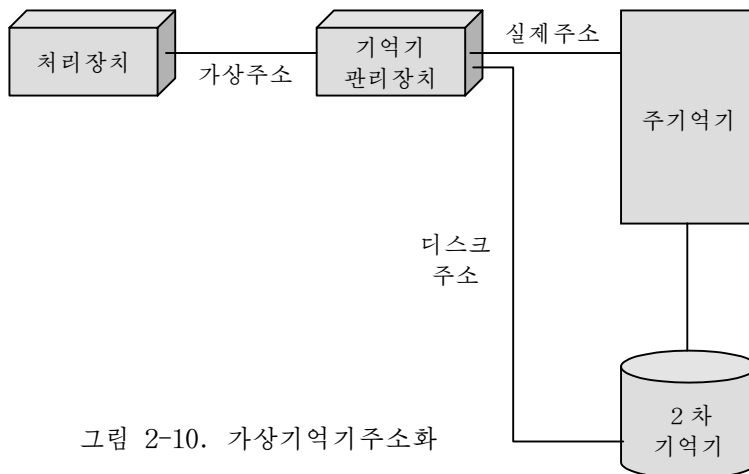 처리장치
가상주소
기억기
관리장치
실제주소
주기억기
디스크
주소
2차
기억기
그림 2-10. 가상기억기주소화